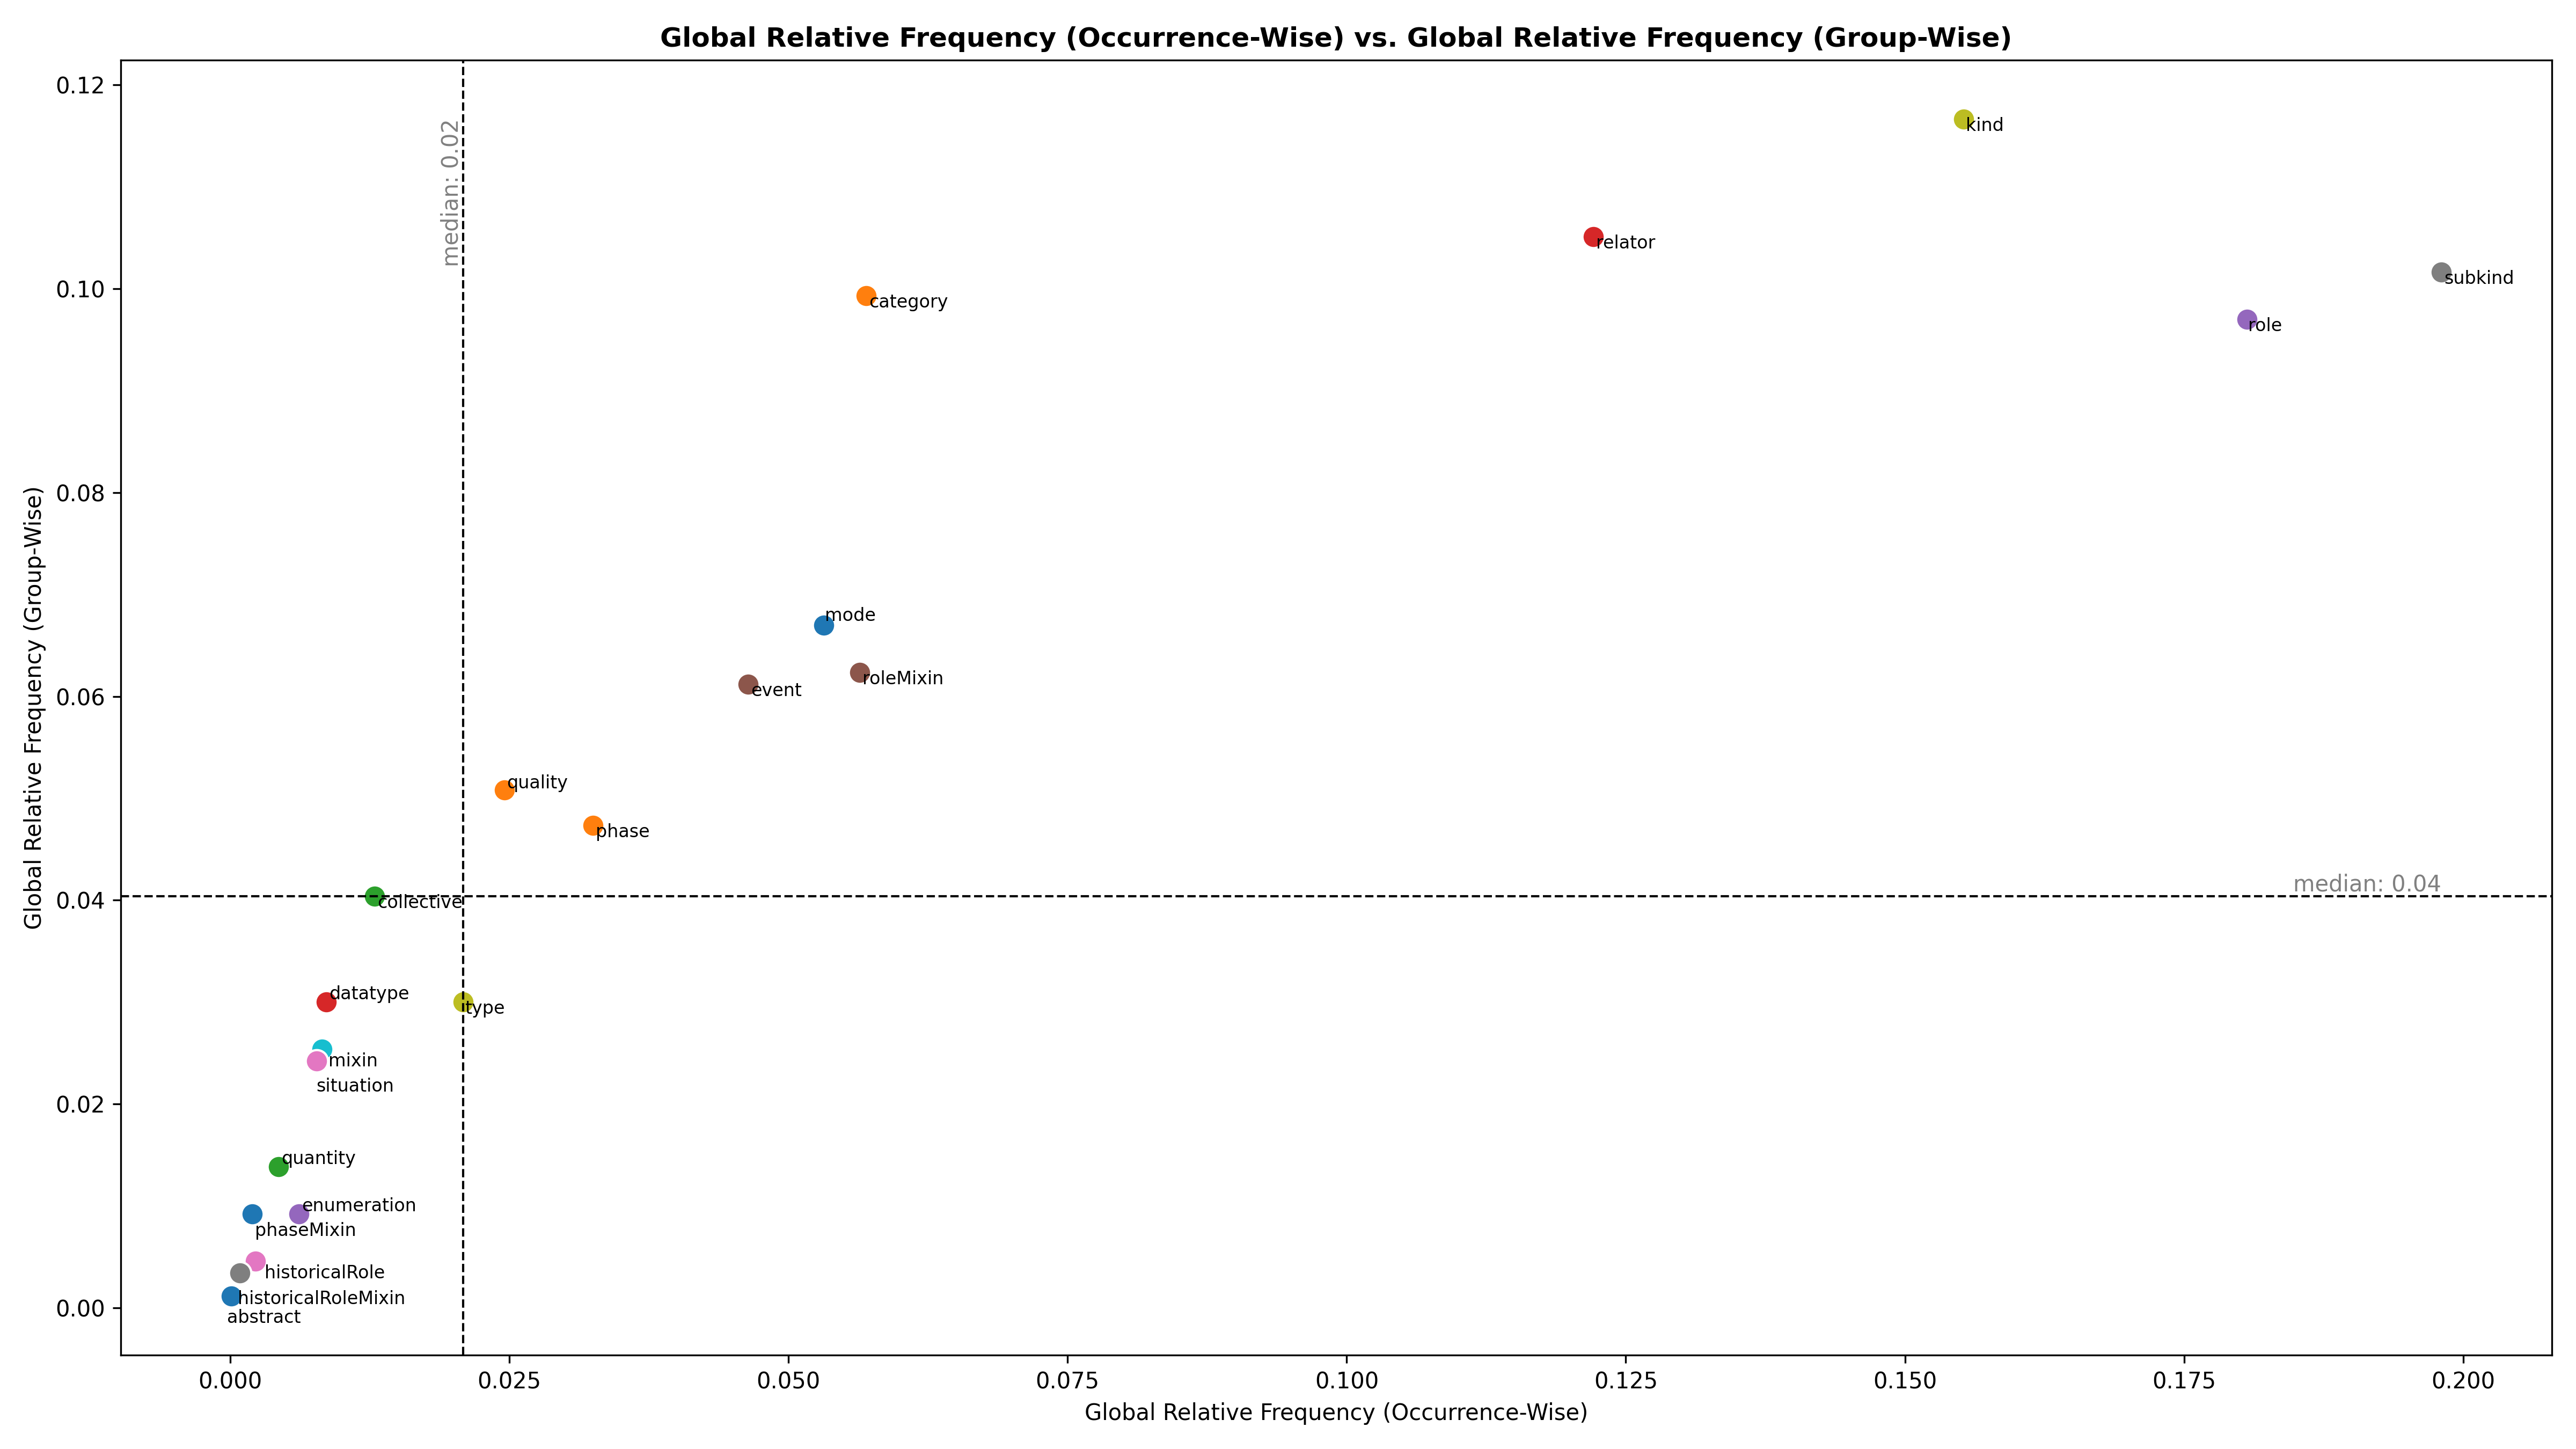 Global Relative Frequency (Occurrence-Wise) vs. Global Relative Frequency (Group-Wise)
0.12
median: 0.02
kind
relator
subkind
0.10
category
role
Global Relative Frequency (Group-Wise)
0.08
mode
roleMixin
event
0.06
quality
phase
median: 0.04
0.04
collective
datatype
type
mixin
situation
0.02
quantity
enumeration
phaseMixin
historicalRole
historicalRoleMixin
0.00
abstract
0.000 0.025 0.050 0.075 0.100 0.125 0.150 0.175 0.200
Global Relative Frequency (Occurrence-Wise)